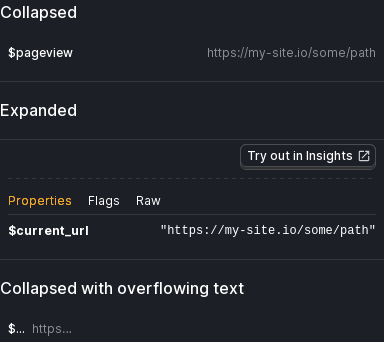 Collapsed
$pageview https://my-site.io/some/path
Expanded
Try out in Insights
Properties Flags Raw
$current_url "https://my-site.io/some/path"
Collapsed with overflowing text
$... https...